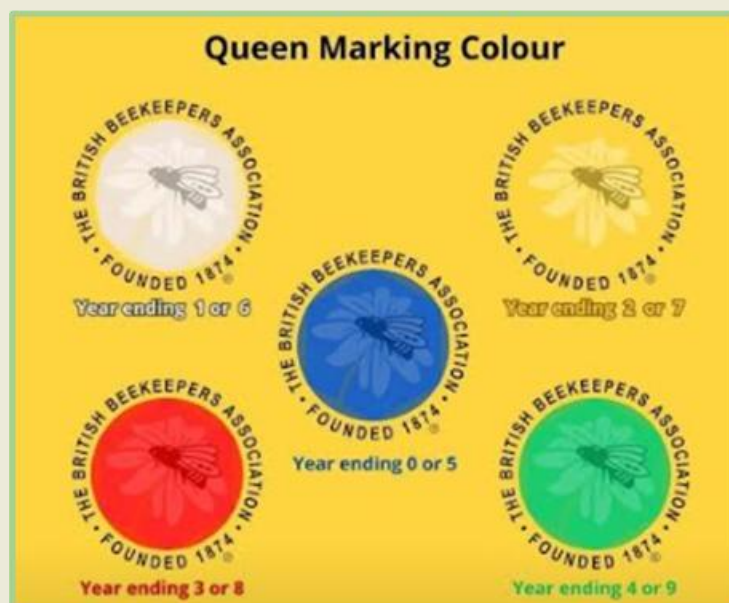 Queen Marking Colour
THE BRITISH BEEKEEPERS ASSOCIATION
• FOUNDED 1874 •
©
Year ending 1 or 6
THE BRITISH BEEKEEPERS ASSOCIATION
• FOUNDED 1874 •
©
Year ending 2 or 7
THE BRITISH BEEKEEPERS ASSOCIATION
• FOUNDED 1874 •
©
Year ending 0 or 5
THE BRITISH BEEKEEPERS ASSOCIATION
• FOUNDED 1874 •
©
Year ending 3 or 8
THE BRITISH BEEKEEPERS ASSOCIATION
• FOUNDED 1874 •
©
Year ending 4 or 9